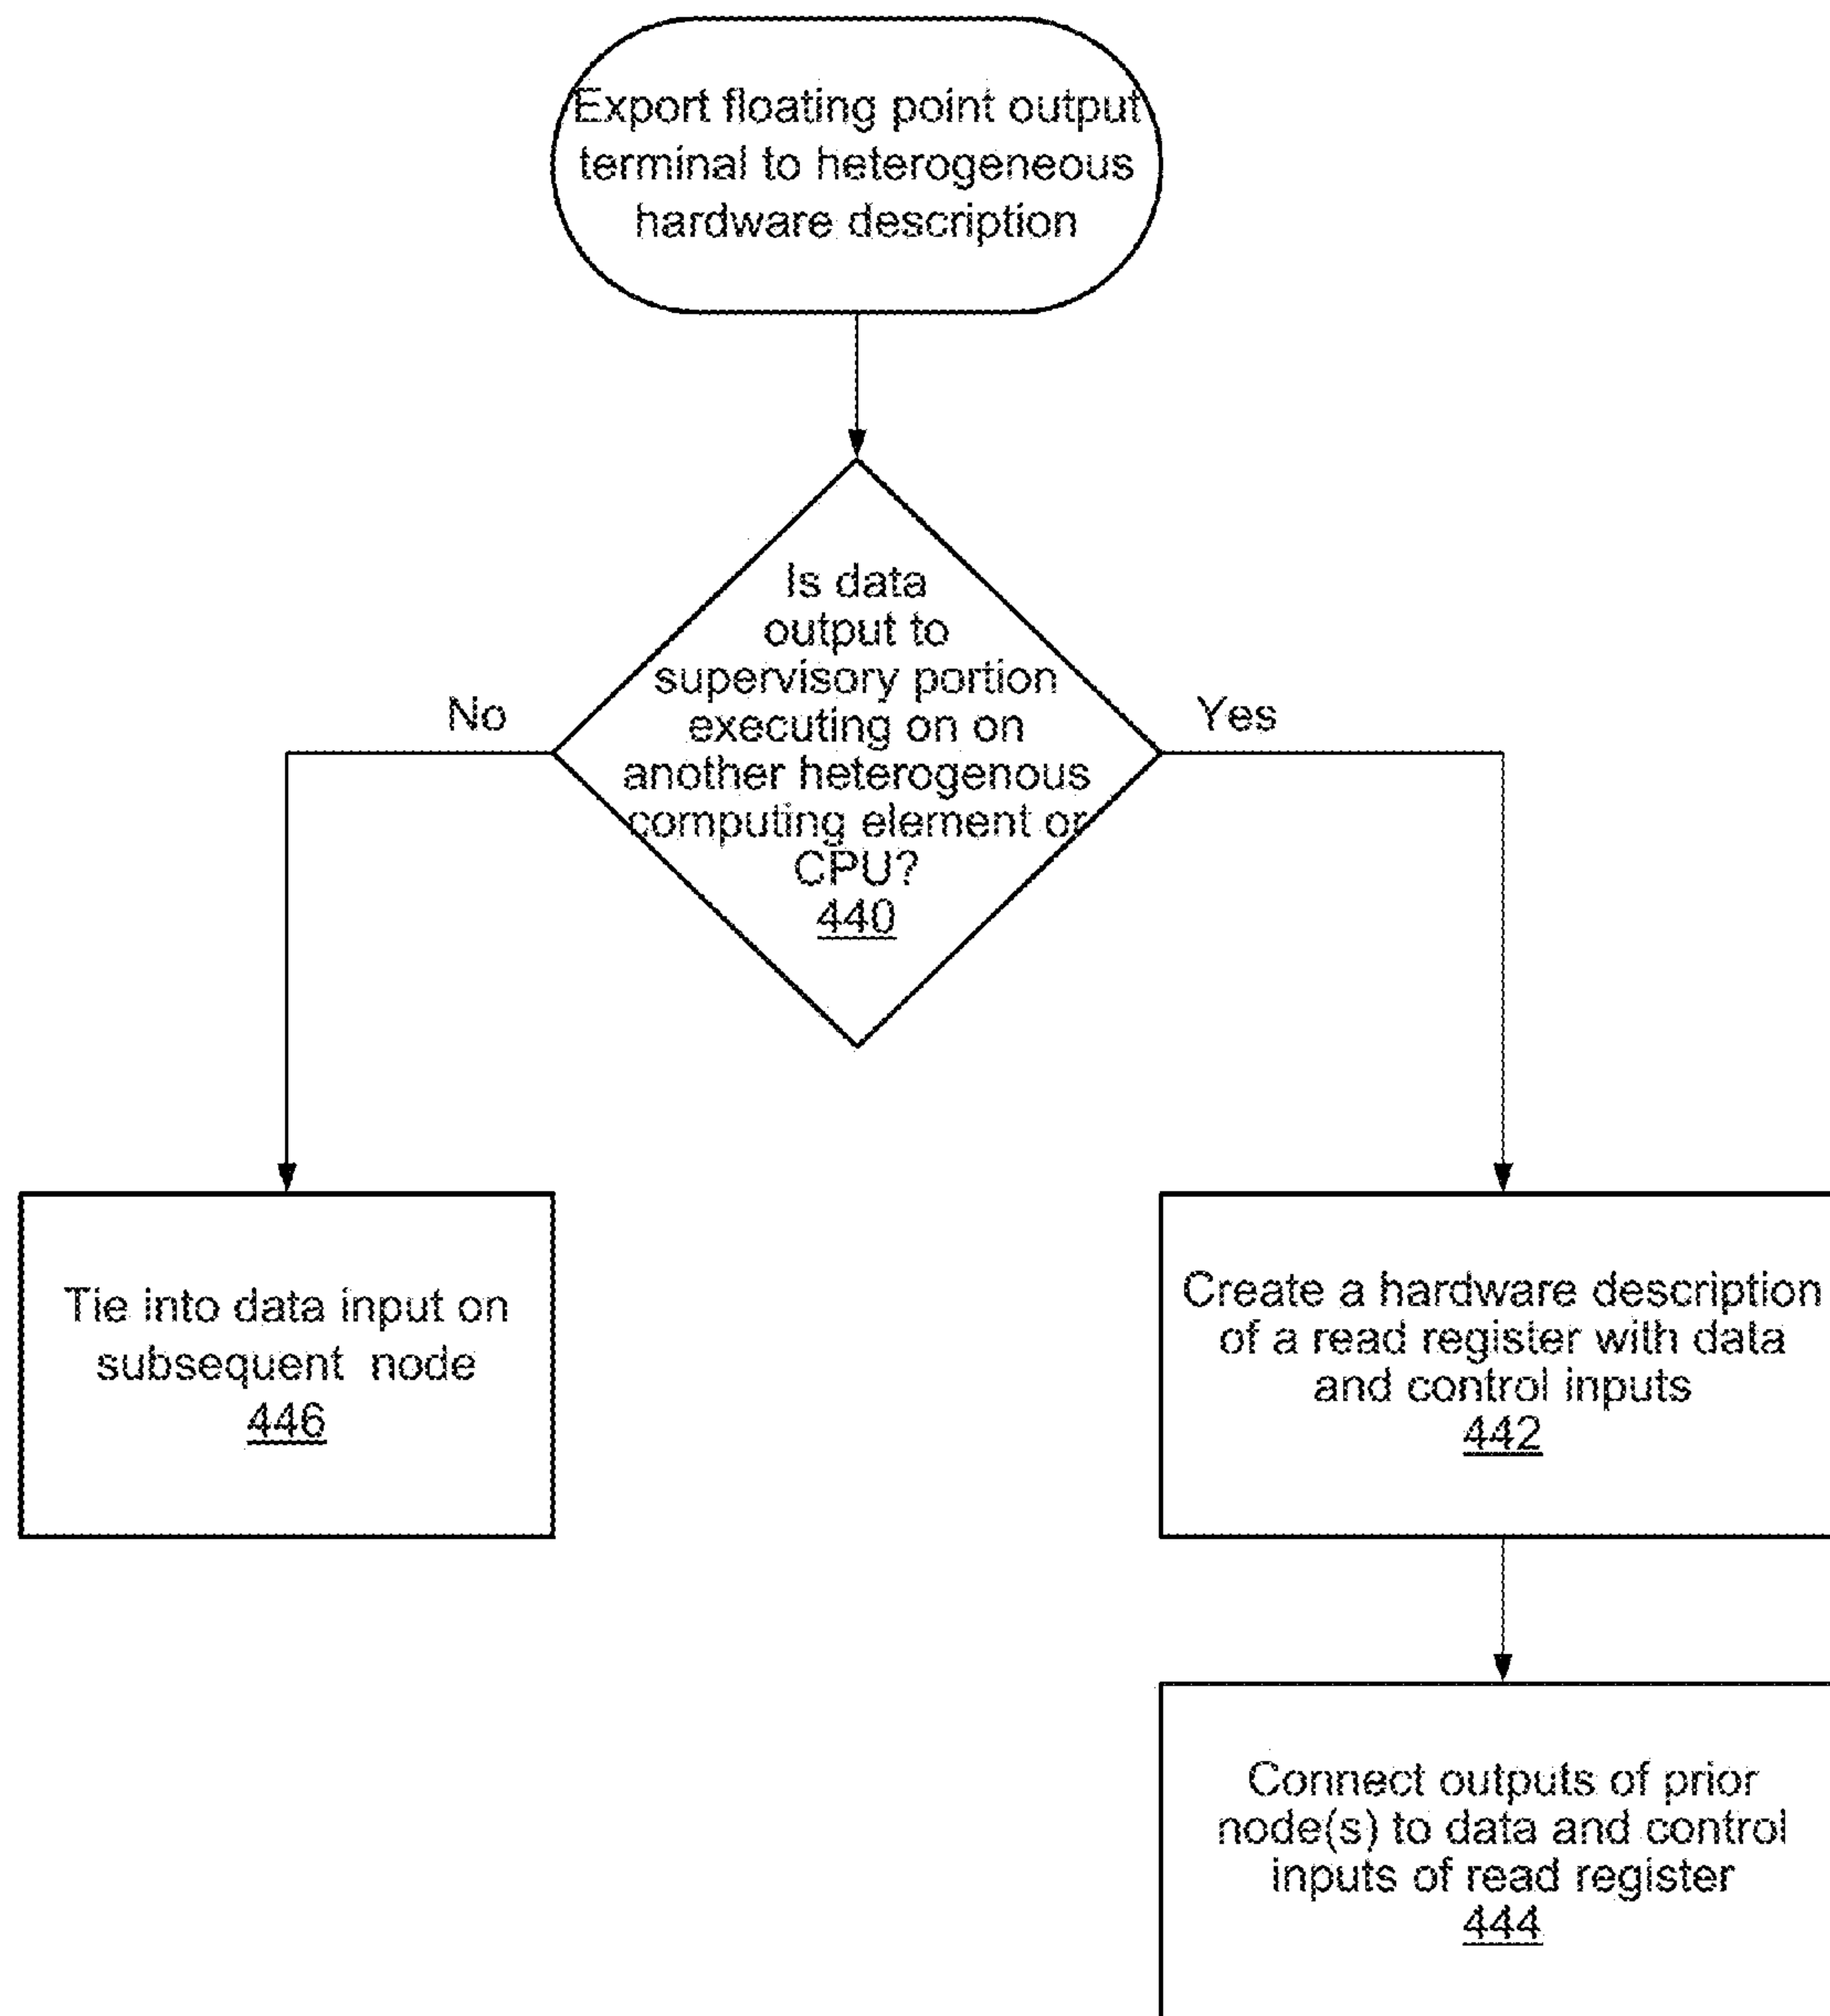 Export floating point output
terminal to heterogeneous
hardware description
Is data
output to
supervisory portion
executing on on
another heterogenous
computing element or
CPU?
440
No
Yes
Tie into data input on
subsequent node
446
Create a hardware description
of a read register with data
and control inputs
442
Connect outputs of prior
node(s) to data and control
inputs of read register
444